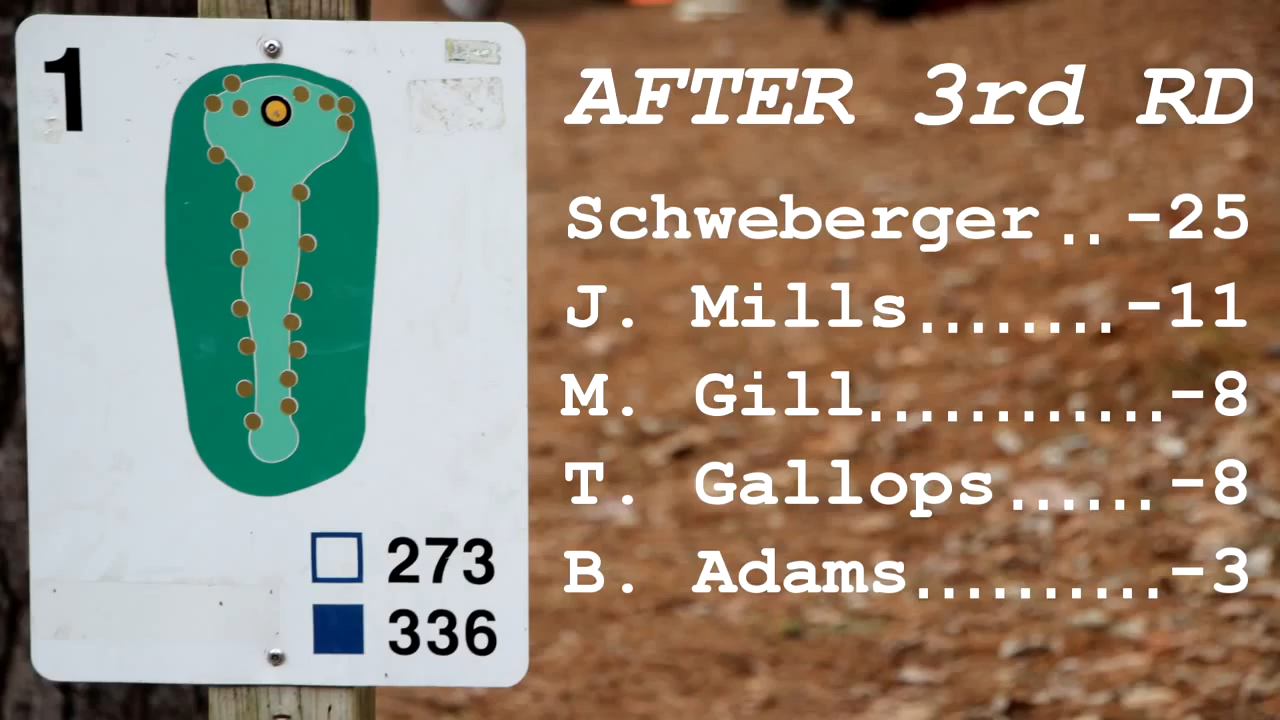 1
273
336
AFTER 3rd RD
Schweberger .. -25
J. Mills........-11
M. Gill............-8
T. Gallops......-8
B. Adams..........-3